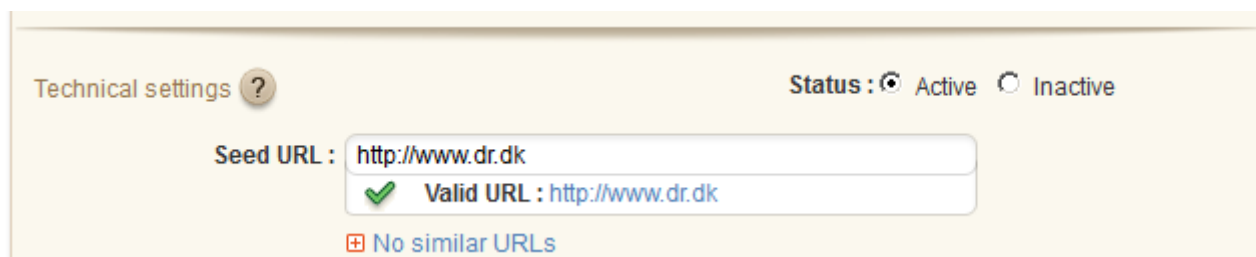 Technical settings ? Status : Active Inactive
Seed URL : http://www.dr.dk
Valid URL : http://www.dr.dk
No similar URLs